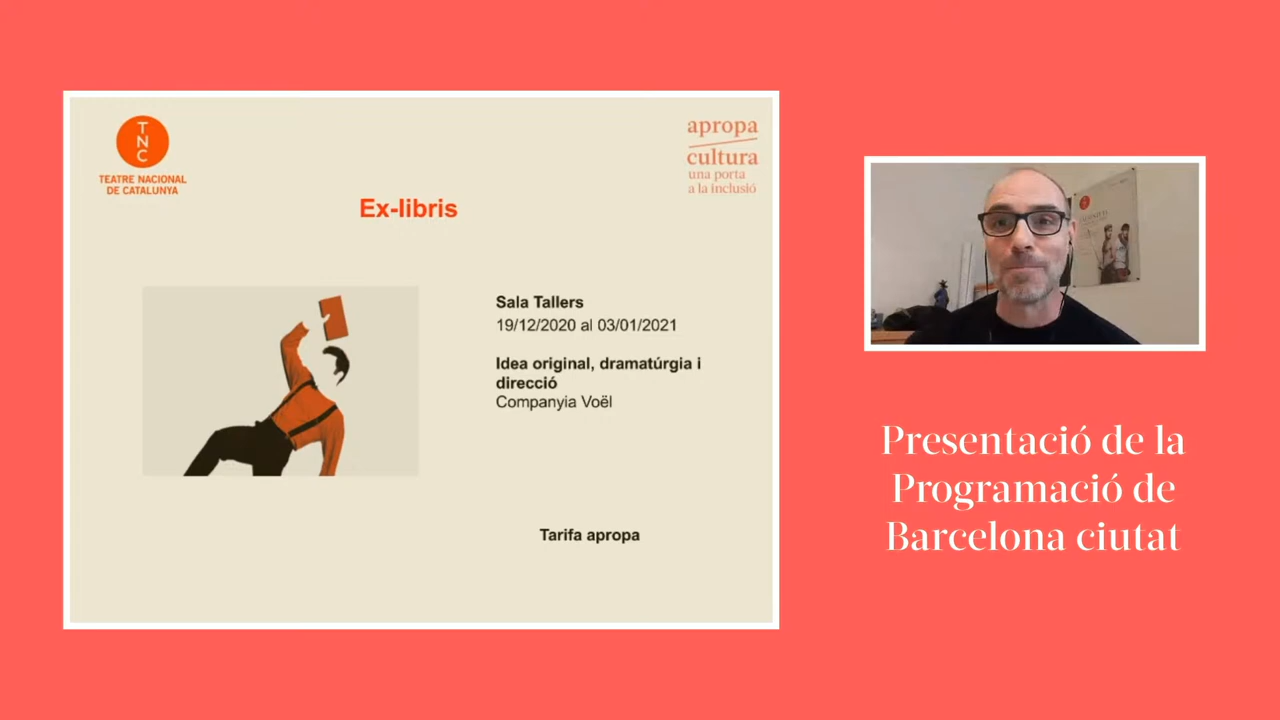 TNC
TEATRE NACIONAL
DE CATALUNYA
apropa
cultura
una porta
a la inclusió
Ex-libris
Sala Tallers
19/12/2020 al 03/01/2021
Idea original, dramatúrgia i
direcció
Companyia Voël
Tarifa apropa
Presentació de la
Programació de
Barcelona ciutat